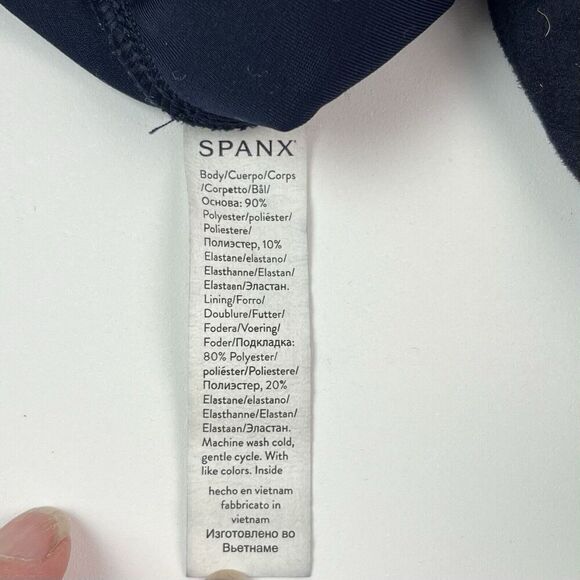 SPANX
Body/Cuerpo/Corps
/Corpetto/Bål/
Основа: 90%
Polyester/poliéster/
Poliestere/
Полиэстер, 10%
Elastane/elastano/
Elasthanne/Elastan/
Elastaan/Эластан.
Lining/Forro/
Doublure/Futter/
Fodera/Voering/
Foder/Подкладка:
80% Polyester/
poliéster/Poliestere/
Полиэстер, 20%
Elastane/elastano/
Elasthanne/Elastan/
Elastaan/Эластан.
Machine wash cold,
gentle cycle. With
like colors. Inside
hecho en vietnam
fabbricato in
vietnam
Изготовлено во
Вьетнаме